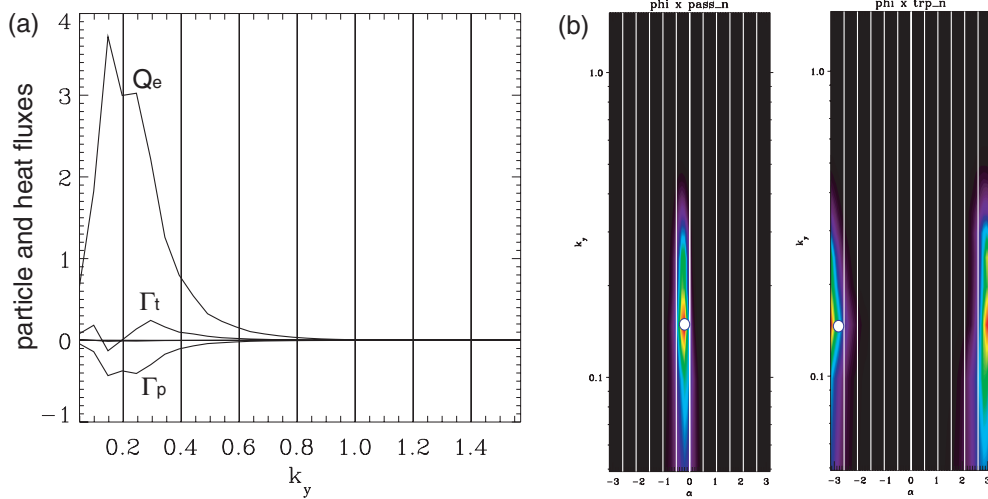 (a)
particle and heat fluxes
4
3
2
1
0
−1
Qe
Γt
Γp
0.2 0.4 0.6 0.8 1.0 1.2 1.4
ky
(b)
phi x pass_n
1.0
ky
0.1
-3 -2 -1 0 1 2 3
α
phi x trp_n
1.0
ky
0.1
-3 -2 -1 0 1 2 3
α